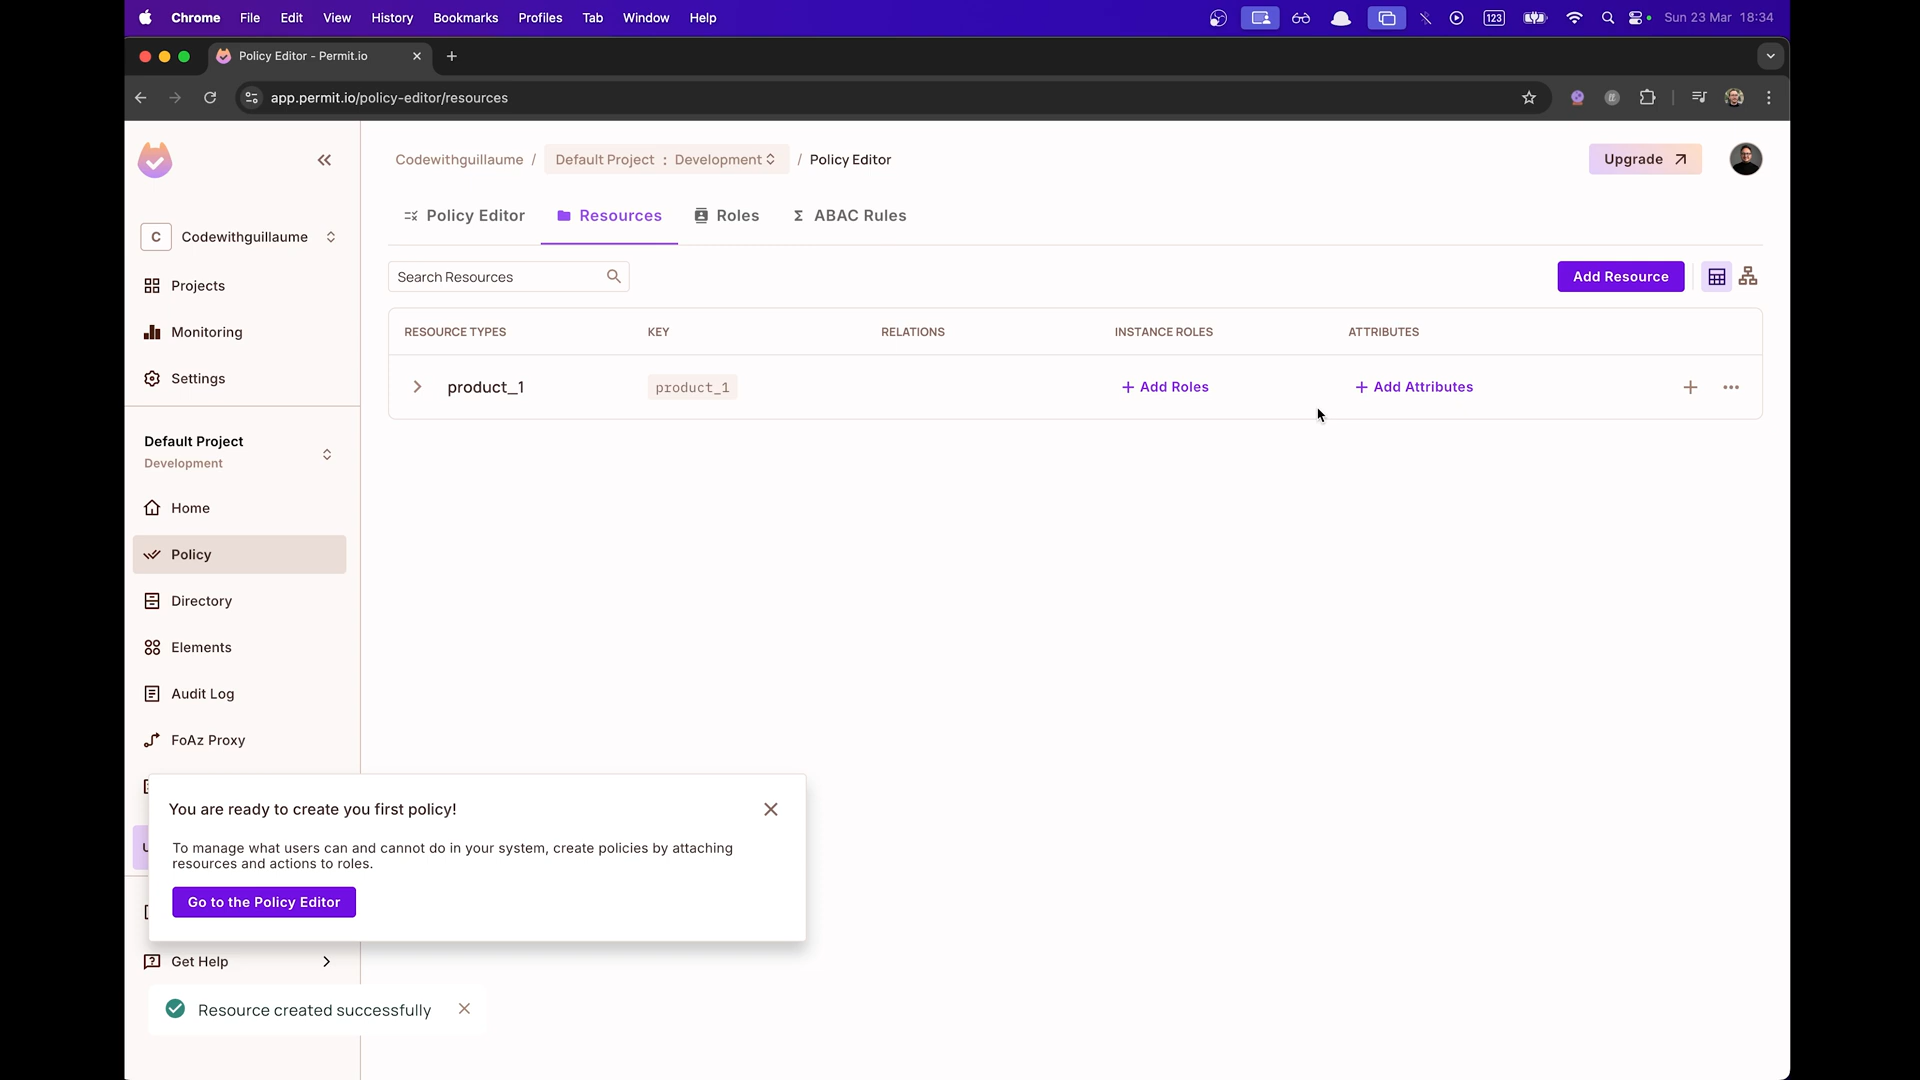 Chrome File Edit View History Bookmarks Profiles Tab Window Help 123 Sun 23 Mar 18:34
Policy Editor - Permit.io
app.permit.io/policy-editor/resources
Codewithguillaume / Default Project : Development / Policy Editor
Upgrade
Policy Editor Resources Roles Σ ABAC Rules
C Codewithguillaume
Projects
Monitoring
Settings
Default Project
Development
Home
Policy
Directory
Elements
Audit Log
FoAz Proxy
Search Resources
Add Resource
RESOURCE TYPES KEY RELATIONS INSTANCE ROLES ATTRIBUTES
product_1 product_1 + Add Roles + Add Attributes
You are ready to create you first policy!
To manage what users can and cannot do in your system, create policies by attaching
resources and actions to roles.
Go to the Policy Editor
Get Help
Resource created successfully